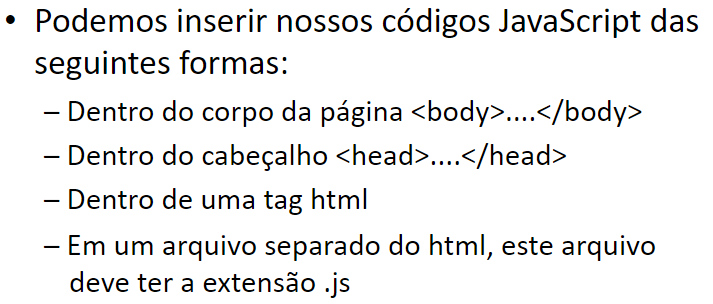 • Podemos inserir nossos códigos JavaScript das
seguintes formas:
– Dentro do corpo da página <body>....</body>
– Dentro do cabeçalho <head>....</head>
– Dentro de uma tag html
– Em um arquivo separado do html, este arquivo
deve ter a extensão .js